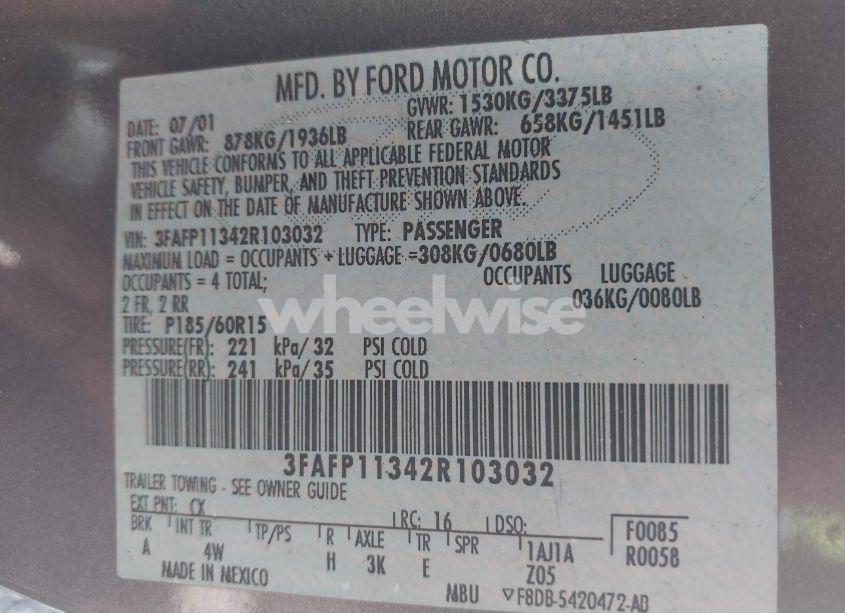 MFD. BY FORD MOTOR CO.
DATE: 07/01 GVWR: 1530KG/3375LB
FRONT GAWR: 878KG/1936LB REAR GAWR: 658KG/1451LB
THIS VEHICLE CONFORMS TO ALL APPLICABLE FEDERAL MOTOR
VEHICLE SAFETY, BUMPER, AND THEFT PREVENTION STANDARDS
IN EFFECT ON THE DATE OF MANUFACTURE SHOWN ABOVE.
VIN: 3FAFP11342R103032 TYPE: PASSENGER
MAXIMUM LOAD = OCCUPANTS + LUGGAGE =308KG/0680LB
OCCUPANTS = 4 TOTAL; OCCUPANTS LUGGAGE
2 FR, 2 RR 036KG/0080LB
wheelwise
TIRE: P185/60R15
PRESSURE(FR): 221 kPa/ 32 PSI COLD
PRESSURE(RR): 241 kPa/ 35 PSI COLD
3FAFP11342R103032
TRAILER TOWING - SEE OWNER GUIDE
EXT PNT: CX RC: 16 DSO: F0085
BRK INT TR TP/PS R AXLE TR SPR 1AJ1A R0058
A 4W H 3K E Z05
MADE IN MEXICO MBU ▽F8DB-5420472-AB